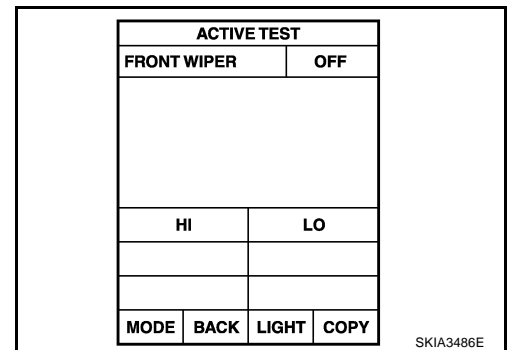 ACTIVE TEST
FRONT WIPER OFF
HI LO
MODE BACK LIGHT COPY
SKIA3486E